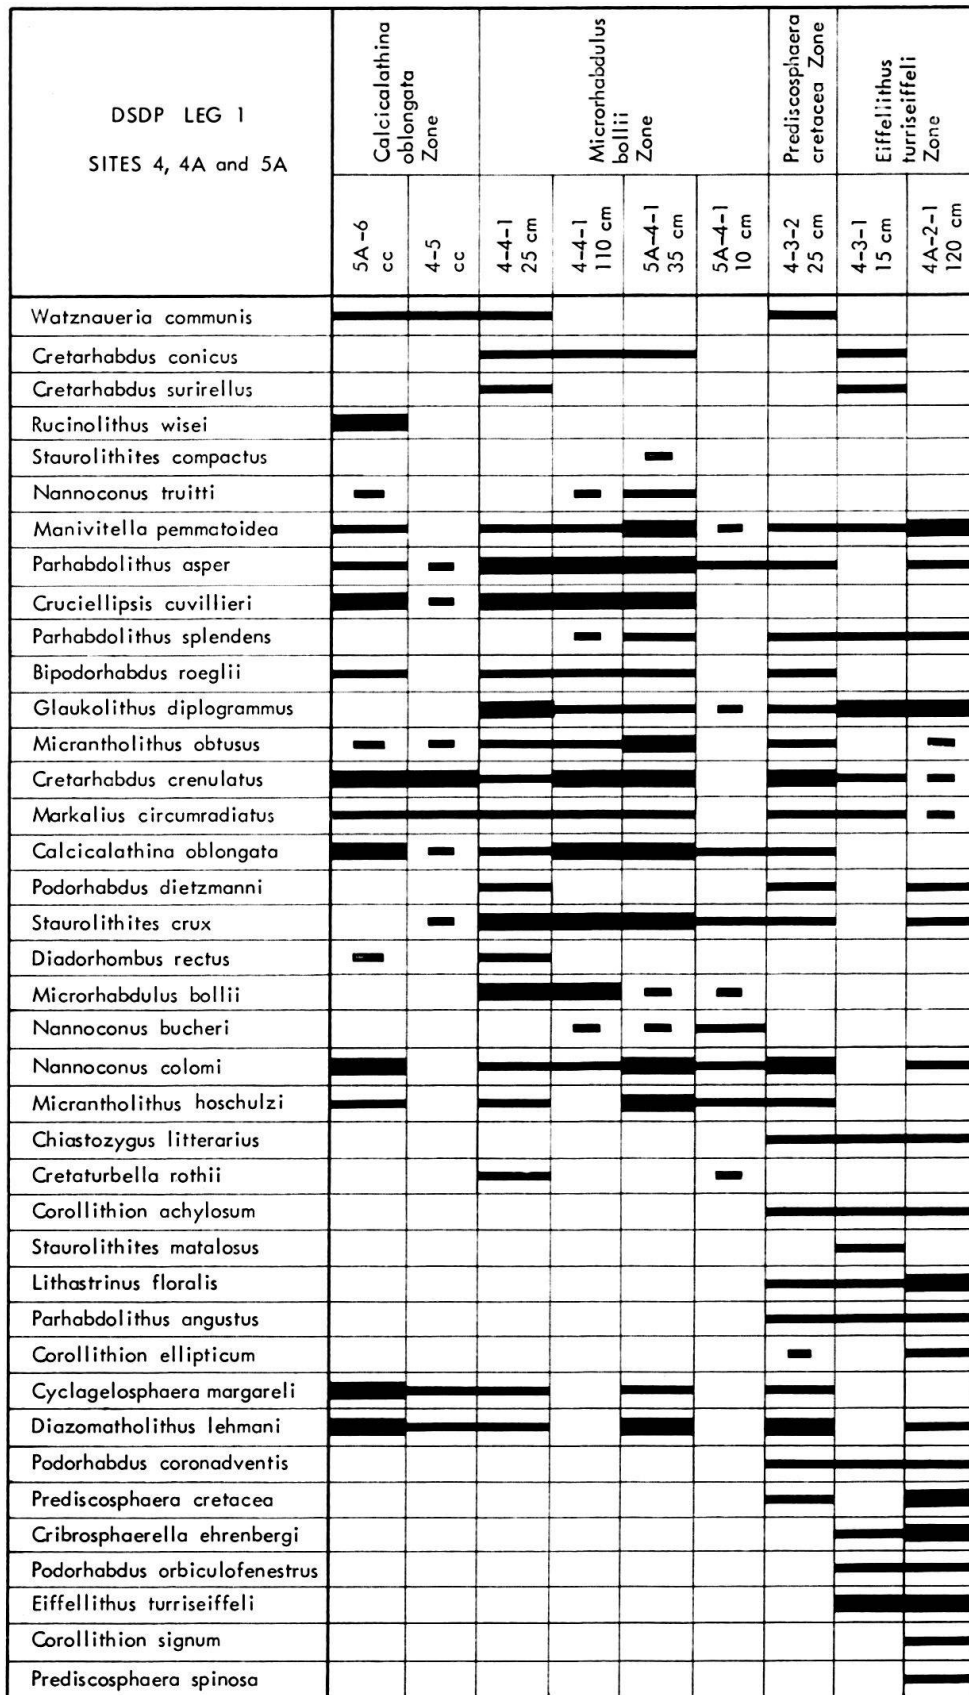 DSDP LEG 1
SITES 4, 4A and 5A
Calcicalathina
oblongata
Zone
Microrhabdulus
bollii
Zone
Prediscosphaera
cretacea Zone
Eiffellithus
turriseiffeli
Zone
5A-6
cc
4-5
cc
4-4-1
25 cm
4-4-1
110 cm
5A-4-1
35 cm
5A-4-1
10 cm
4-3-2
25 cm
4-3-1
15 cm
4A-2-1
120 cm
Watznaueria communis
Cretarhabdus conicus
Cretarhabdus surirellus
Rucinolithus wisei
Staurolithites compactus
Nannoconus truitti
Manivitella pemmatoidea
Parhabdolithus asper
Cruciellipsis cuvillieri
Parhabdolithus splendens
Bipodorhabdus roeglii
Glaukolithus diplogrammus
Micrantholithus obtusus
Cretarhabdus crenulatus
Markalius circumradiatus
Calcicalathina oblongata
Podorhabdus dietzmanni
Staurolithites crux
Diadorhombus rectus
Microrhabdulus bollii
Nannoconus bucheri
Nannoconus colomi
Micrantholithus hoschulzi
Chiastozygus litterarius
Cretaturbella rothii
Corollithion achylosum
Staurolithites matalosus
Lithastrinus floralis
Parhabdolithus angustus
Corollithion ellipticum
Cyclagelosphaera margareli
Diazomatholithus lehmani
Podorhabdus coronadventis
Prediscosphaera cretacea
Cribrosphaerella ehrenbergi
Podorhabdus orbiculofenestrus
Eiffellithus turriseiffeli
Corollithion signum
Prediscosphaera spinosa